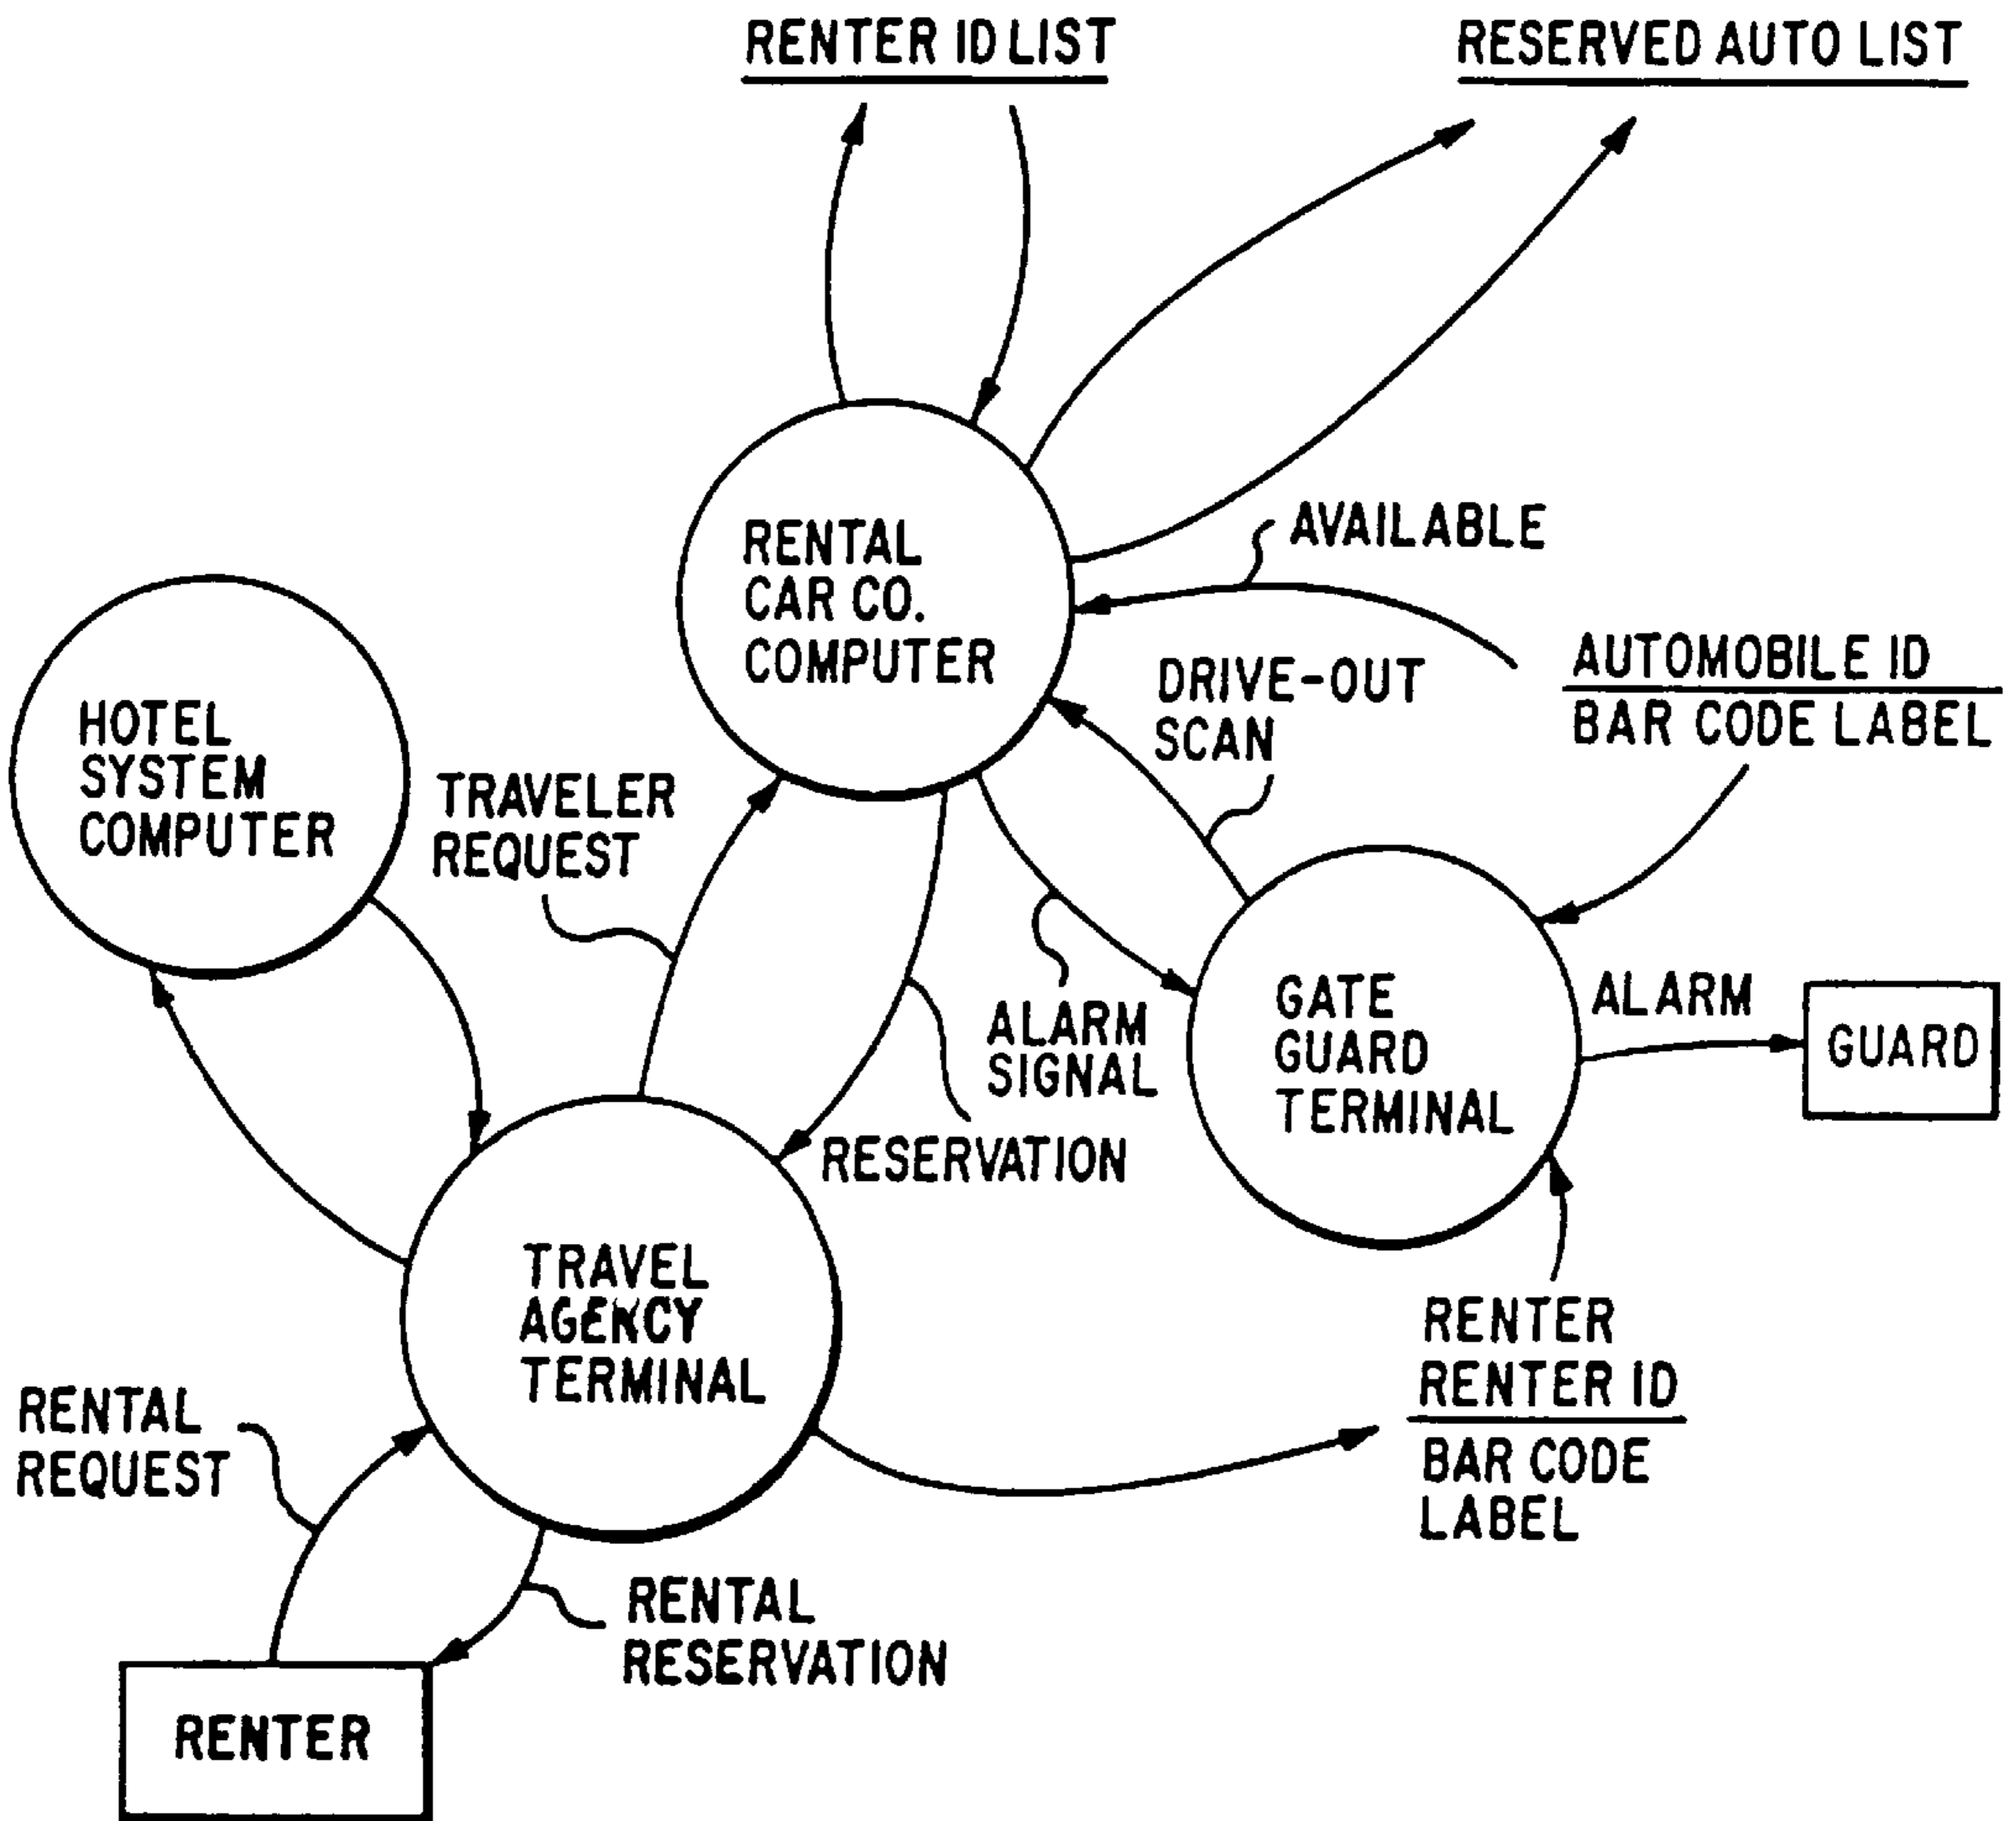 RENTER ID LIST
RESERVED AUTO LIST
RENTAL
CAR CO.
COMPUTER
AVAILABLE
AUTOMOBILE ID
BAR CODE LABEL
DRIVE-OUT
SCAN
HOTEL
SYSTEM
COMPUTER
TRAVELER
REQUEST
ALARM
SIGNAL
GATE
GUARD
TERMINAL
ALARM
GUARD
RESERVATION
TRAVEL
AGENCY
TERMINAL
RENTER
RENTER ID
BAR CODE
LABEL
RENTAL
REQUEST
RENTAL
RESERVATION
RENTER